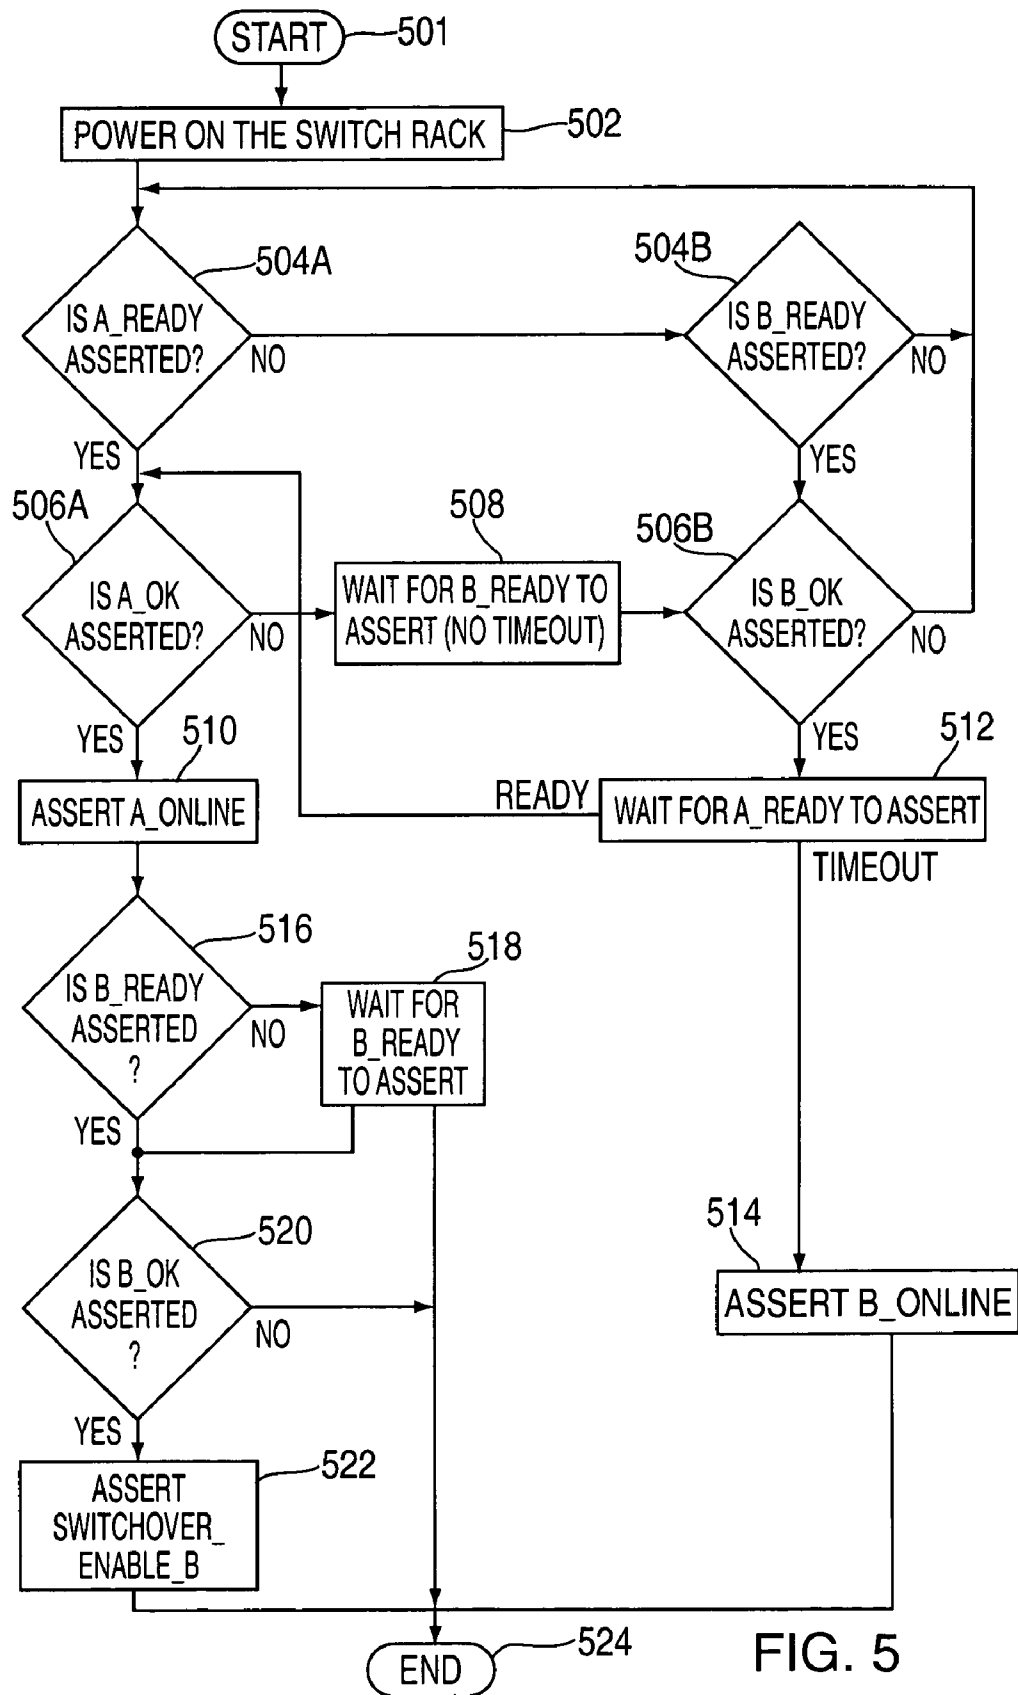 START
501
POWER ON THE SWITCH RACK
502
504A
504B
IS A_READY
ASSERTED?
NO
YES
IS B_READY
ASSERTED?
NO
YES
506A
508
506B
IS A_OK
ASSERTED?
NO
YES
WAIT FOR B_READY TO
ASSERT (NO TIMEOUT)
IS B_OK
ASSERTED?
NO
YES
510
512
ASSERT A_ONLINE
READY
WAIT FOR A_READY TO ASSERT
TIMEOUT
516
518
IS B_READY
ASSERTED
?
NO
YES
WAIT FOR
B_READY
TO ASSERT
520
514
IS B_OK
ASSERTED
?
NO
YES
ASSERT B_ONLINE
522
ASSERT
SWITCHOVER_
ENABLE_B
524
END
FIG. 5